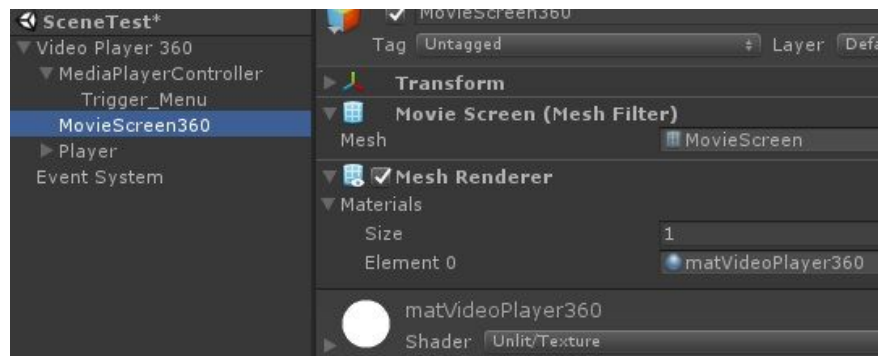 SceneTest*
Video Player 360
MediaPlayerController
Trigger_Menu
MovieScreen360
Player
Event System
MovieScreen360
Tag Untagged Layer
Transform
Movie Screen (Mesh Filter)
Mesh MovieScreen
Mesh Renderer
Materials
Size 1
Element 0 matVideoPlayer360
matVideoPlayer360
Shader Unlit/Texture